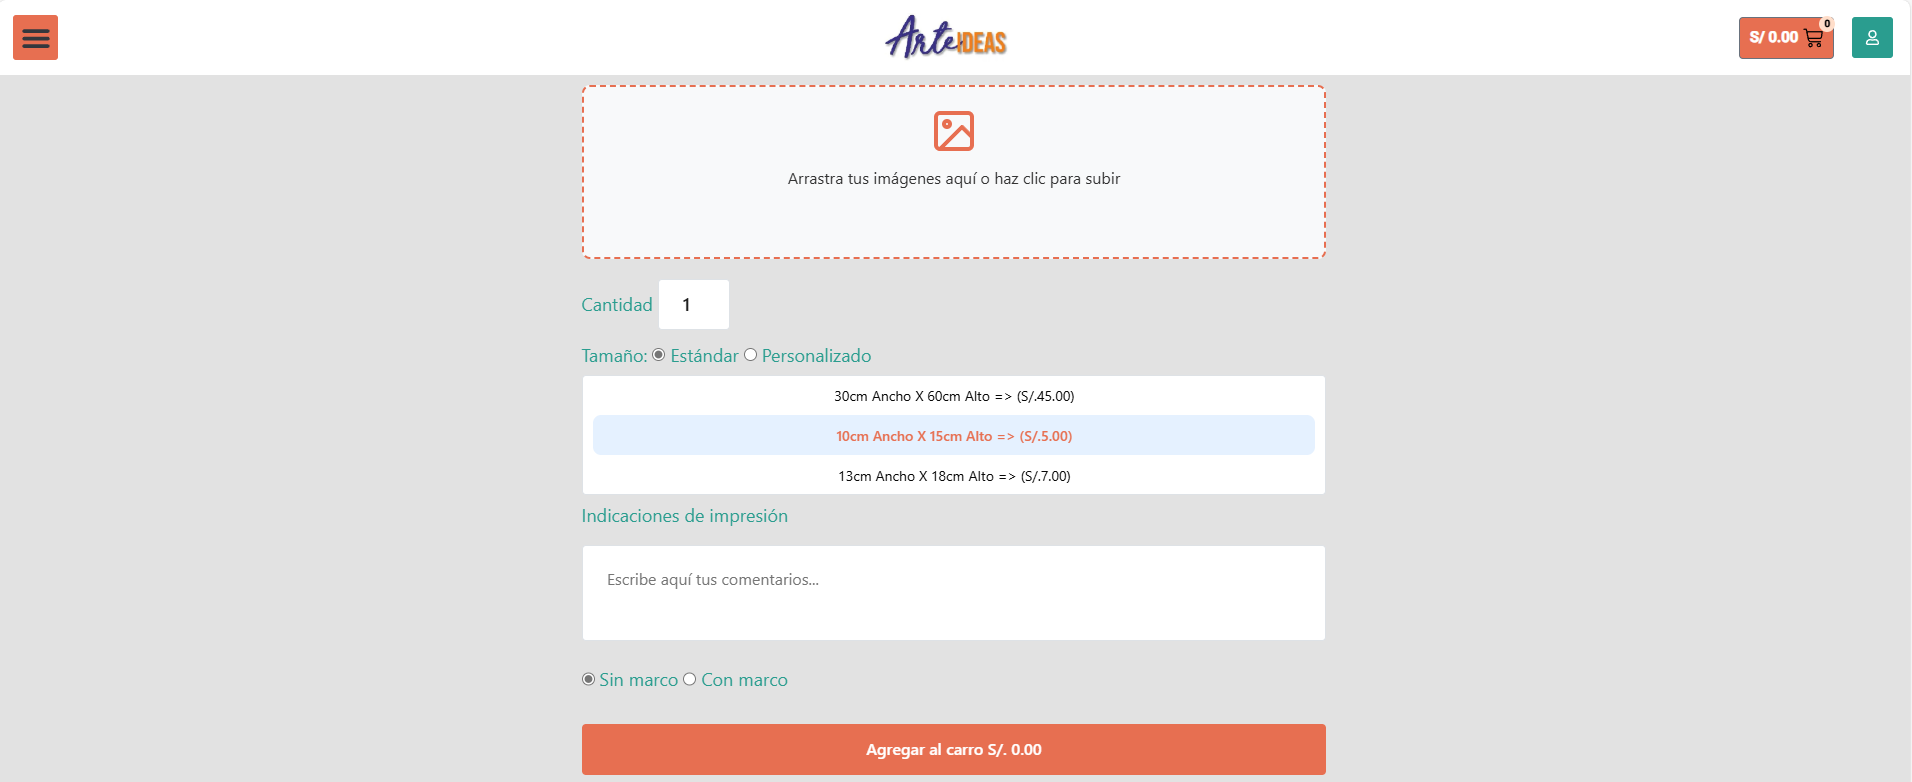 Arte IDEAS
S/ 0.00
0
Arrastra tus imágenes aquí o haz clic para subir
Cantidad 1
Tamaño: Estándar Personalizado
30cm Ancho X 60cm Alto => (S/.45.00)
10cm Ancho X 15cm Alto => (S/.5.00)
13cm Ancho X 18cm Alto => (S/.7.00)
Indicaciones de impresión
Escribe aquí tus comentarios...
Sin marco Con marco
Agregar al carro S/. 0.00